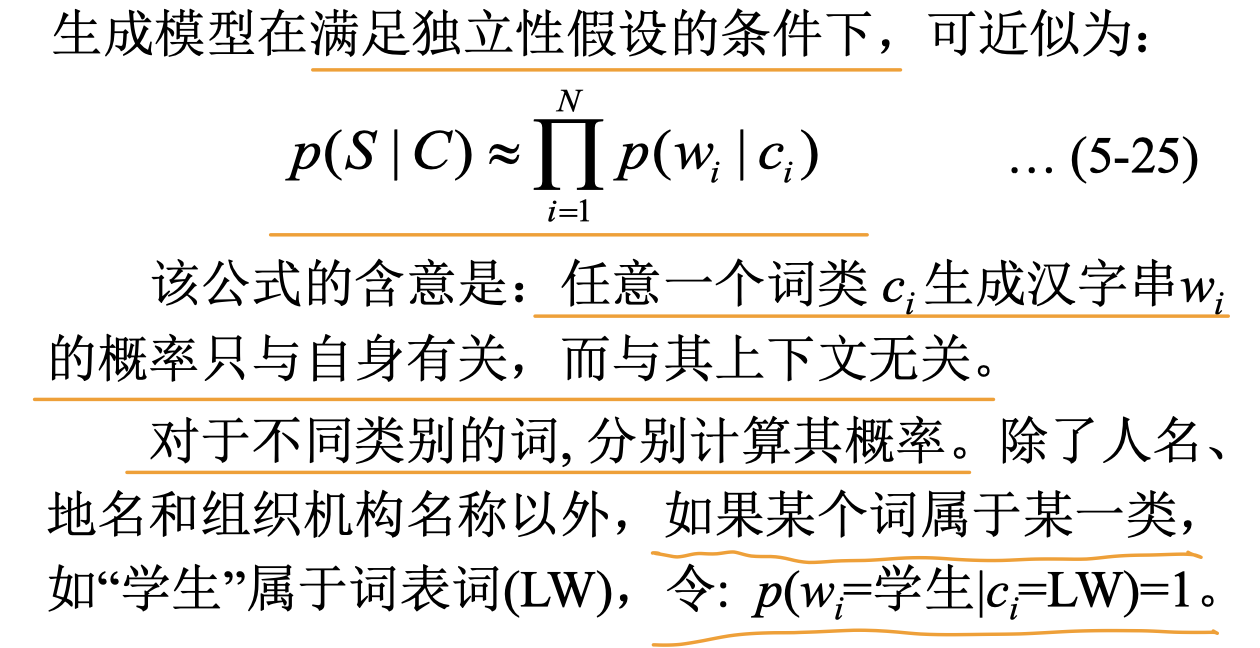 生成模型在满足独立性假设的条件下，可近似为：
p(S | C) ≈ ∏_{i=1}^{N} p(w_i | c_i) … (5-25)
该公式的含意是：任意一个词类 c_i 生成汉字串w_i
的概率只与自身有关，而与其上下文无关。
对于不同类别的词, 分别计算其概率。除了人名、
地名和组织机构名称以外，如果某个词属于某一类，
如“学生”属于词表词(LW)，令: p(w_i=学生|c_i=LW)=1。